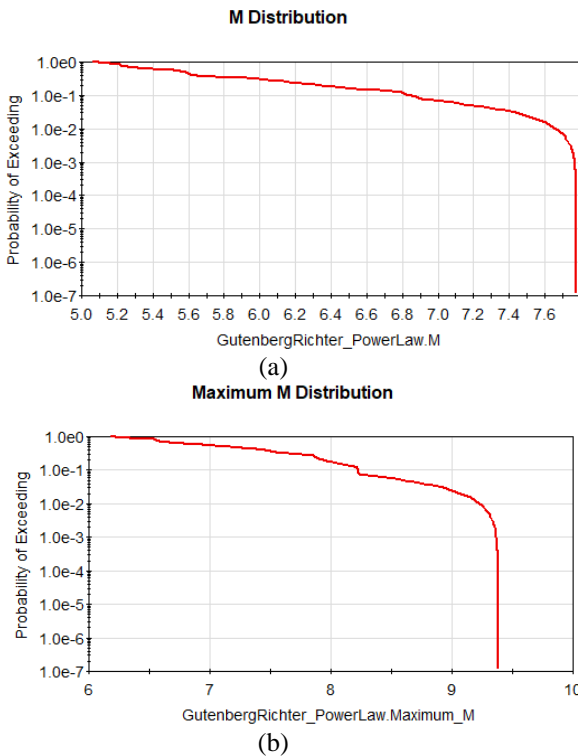 M Distribution
Probability of Exceeding
1.0e0
1.0e-1
1.0e-2
1.0e-3
1.0e-4
1.0e-5
1.0e-6
1.0e-7
5.0 5.2 5.4 5.6 5.8 6.0 6.2 6.4 6.6 6.8 7.0 7.2 7.4 7.6
GutenbergRichter_PowerLaw.M
(a)
Maximum M Distribution
Probability of Exceeding
1.0e0
1.0e-1
1.0e-2
1.0e-3
1.0e-4
1.0e-5
1.0e-6
1.0e-7
6 7 8 9 10
GutenbergRichter_PowerLaw.Maximum_M
(b)